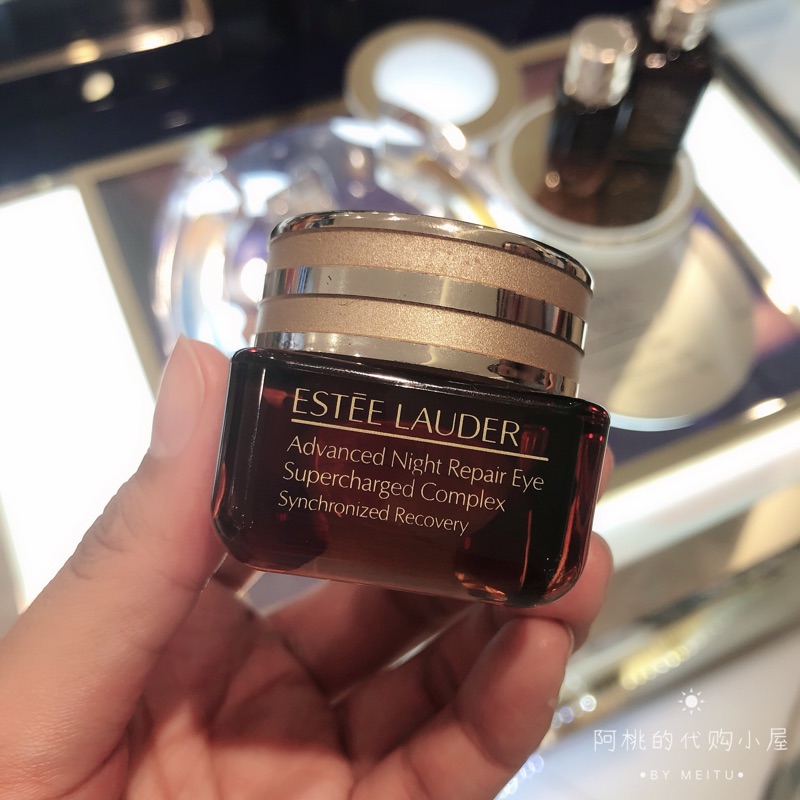 ESTĒE LAUDER
Advanced Night Repair Eye
Supercharged Complex
Synchronized Recovery
阿桃的代购小屋
•BY MEITU•